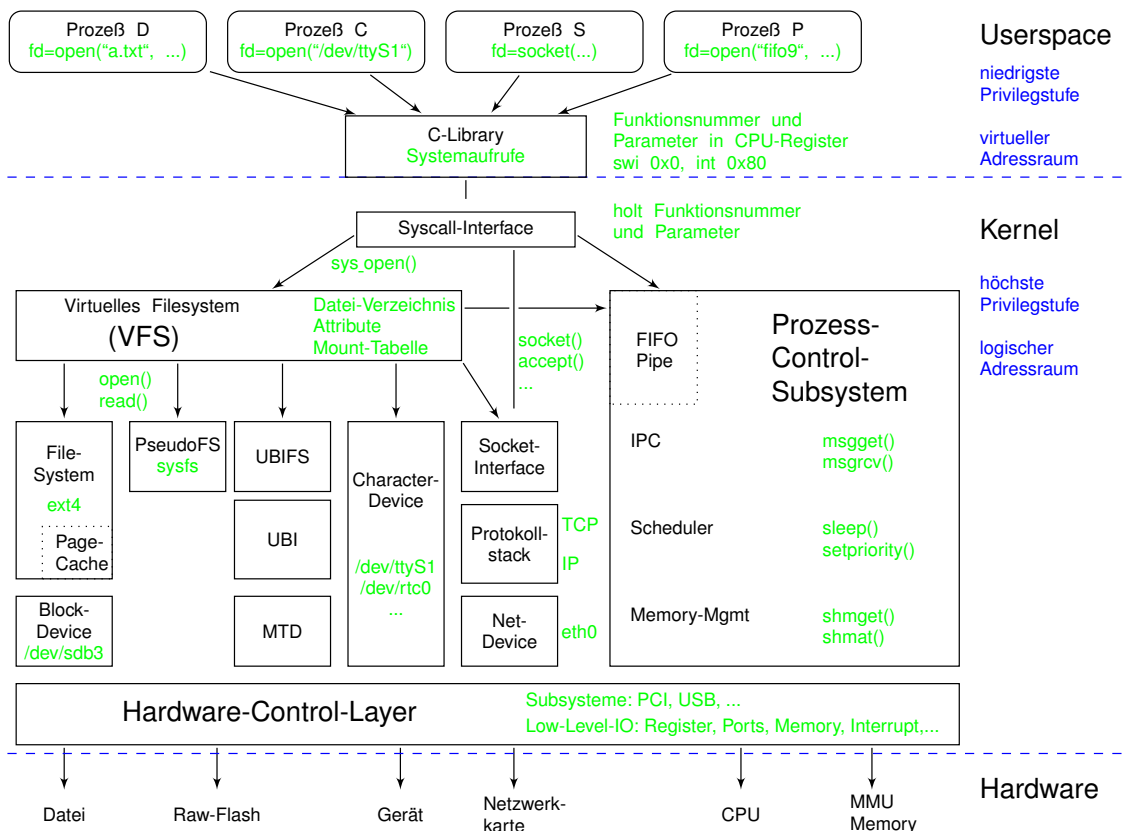 Prozeß D
fd=open(“a.txt“, ...)
Prozeß C
fd=open(“/dev/ttyS1“)
Prozeß S
fd=socket(...)
Prozeß P
fd=open(“fifo9“, ...)
Userspace
niedrigste
Privilegstufe
virtueller
Adressraum
C-Library
Systemaufrufe
Funktionsnummer und
Parameter in CPU-Register
swi 0x0, int 0x80
Syscall-Interface
holt Funktionsnummer
und Parameter
Kernel
höchste
Privilegstufe
logischer
Adressraum
sys_open()
Virtuelles Filesystem
(VFS)
Datei-Verzeichnis
Attribute
Mount-Tabelle
socket()
accept()
...
FIFO
Pipe
Prozess-
Control-
Subsystem
open()
read()
File-
System
ext4
Page-
Cache
PseudoFS
sysfs
UBIFS
UBI
Character-
Device
/dev/ttyS1
/dev/rtc0
...
Socket-
Interface
Protokoll-
stack
TCP
IP
IPC
msgget()
msgrcv()
Scheduler
sleep()
setpriority()
Memory-Mgmt
shmget()
shmat()
Block-
Device
/dev/sdb3
MTD
Net-
Device
eth0
Hardware-Control-Layer
Subsysteme: PCI, USB, ...
Low-Level-IO: Register, Ports, Memory, Interrupt,...
Hardware
Datei
Raw-Flash
Gerät
Netzwerk-
karte
CPU
MMU
Memory